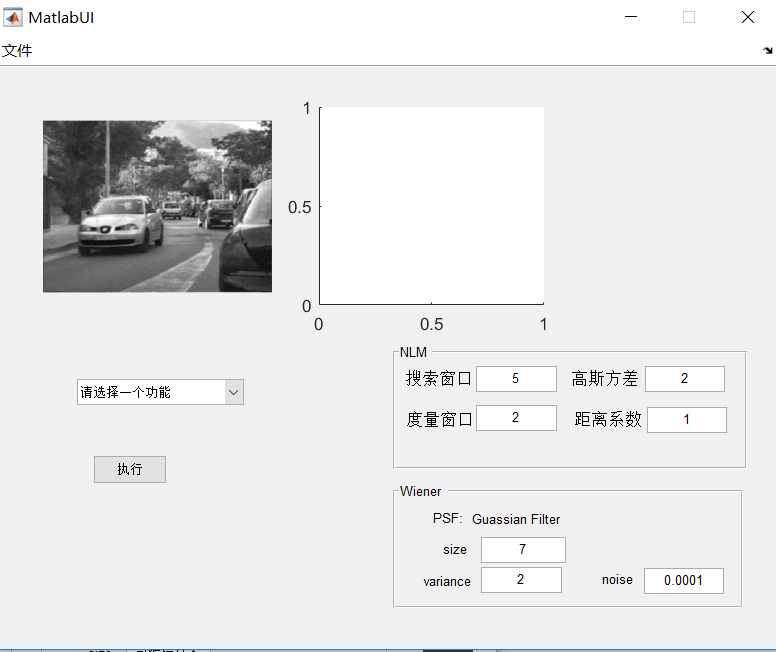 MatlabUI
文件
1
0.5
0
0 0.5 1
请选择一个功能
执行
NLM
搜索窗口 5 高斯方差 2
度量窗口 2 距离系数 1
Wiener
PSF: Guassian Filter
size 7
variance 2 noise 0.0001